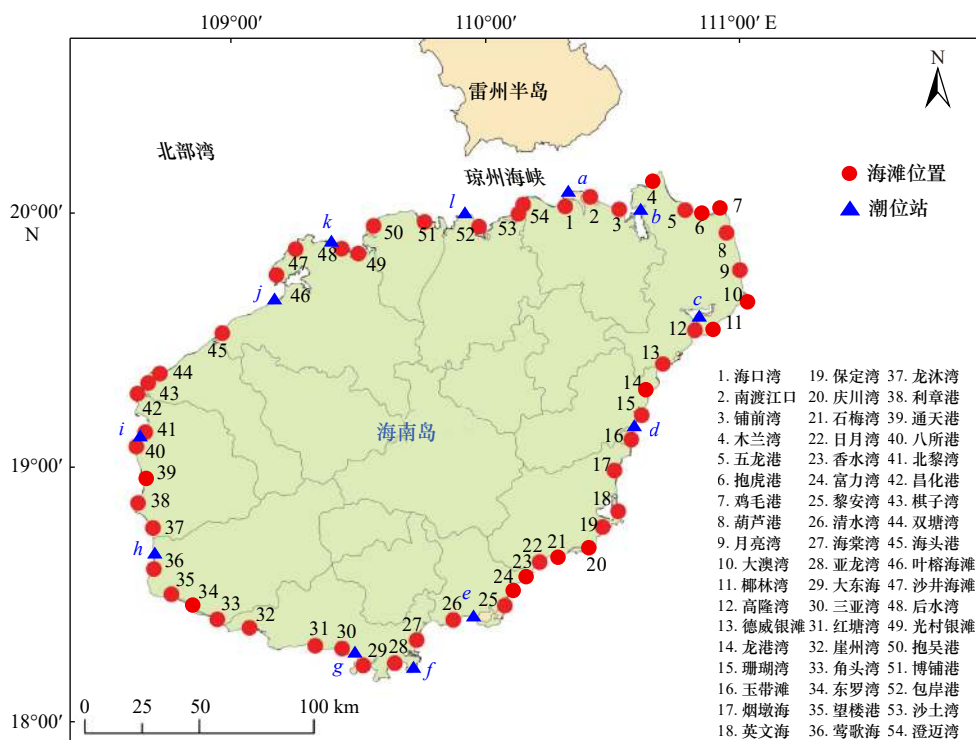 109°00′
110°00′
111°00′ E
N
雷州半岛
北部湾
琼州海峡
海滩位置
潮位站
20°00′
N
19°00′
18°00′
海南岛
a
b
c
d
e
f
g
h
i
j
k
l
1
2
3
4
5
6
7
8
9
10
11
12
13
14
15
16
17
18
19
20
21
22
23
24
25
26
27
28
29
30
31
32
33
34
35
36
37
38
39
40
41
42
43
44
45
46
47
48
49
50
51
52
53
54
0 25 50 100 km
1. 海口湾 19. 保定湾 37. 龙沐湾
2. 南渡江口 20. 庆川湾 38. 利章港
3. 铺前湾 21. 石梅湾 39. 通天港
4. 木兰湾 22. 日月湾 40. 八所港
5. 五龙港 23. 香水湾 41. 北黎湾
6. 抱虎港 24. 富力湾 42. 昌化港
7. 鸡毛港 25. 黎安湾 43. 棋子湾
8. 葫芦港 26. 清水湾 44. 双塘湾
9. 月亮湾 27. 海棠湾 45. 海头港
10. 大澳湾 28. 亚龙湾 46. 叶榕海滩
11. 椰林湾 29. 大东海 47. 沙井海滩
12. 高隆湾 30. 三亚湾 48. 后水湾
13. 德威银滩 31. 红塘湾 49. 光村银滩
14. 龙港湾 32. 崖州湾 50. 抱吴港
15. 珊瑚湾 33. 角头湾 51. 博铺港
16. 玉带滩 34. 东罗湾 52. 包岸港
17. 烟墩海 35. 望楼港 53. 沙土湾
18. 英文海 36. 莺歌海 54. 澄迈湾